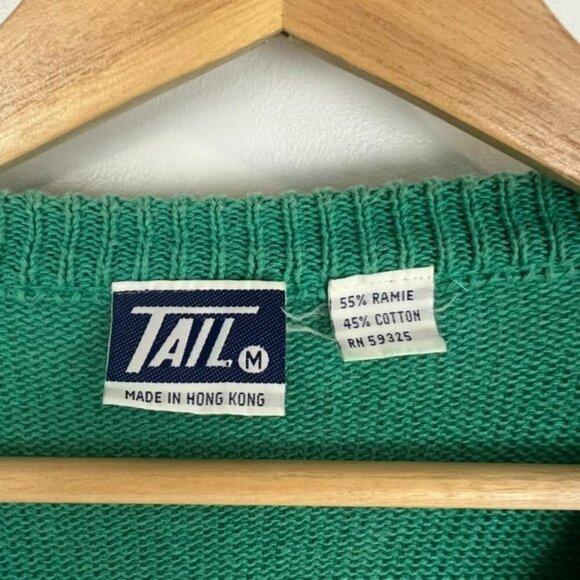 TAIL. M
MADE IN HONG KONG
55% RAMIE
45% COTTON
RN 59325